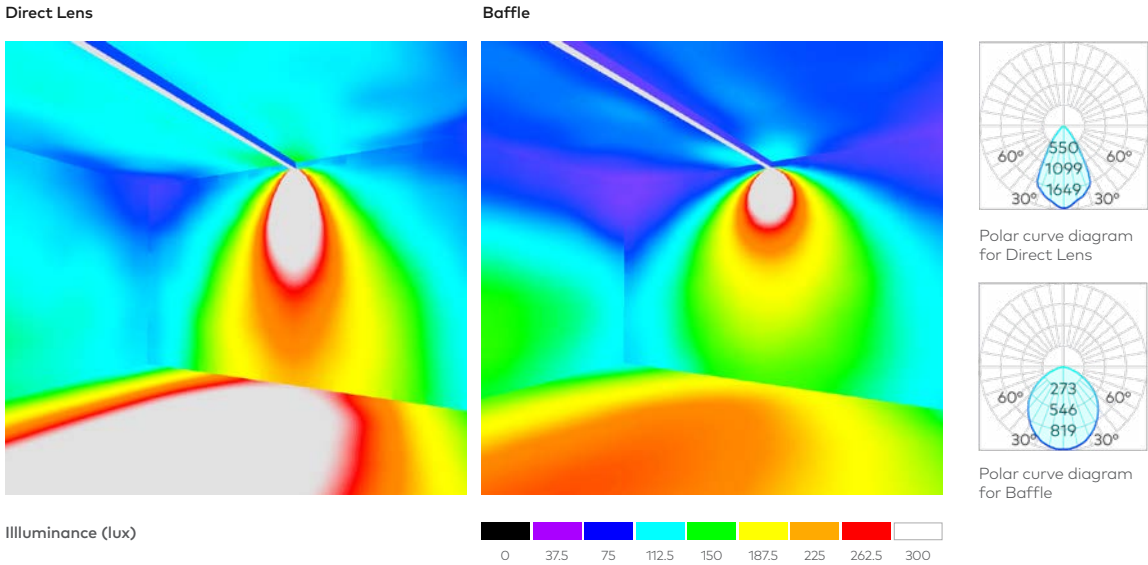 Direct Lens
Baffle
550
1099
1649
60° 60°
30° 30°
Polar curve diagram
for Direct Lens
273
546
819
60° 60°
30° 30°
Polar curve diagram
for Baffle
Illluminance (lux)
0 37.5 75 112.5 150 187.5 225 262.5 300